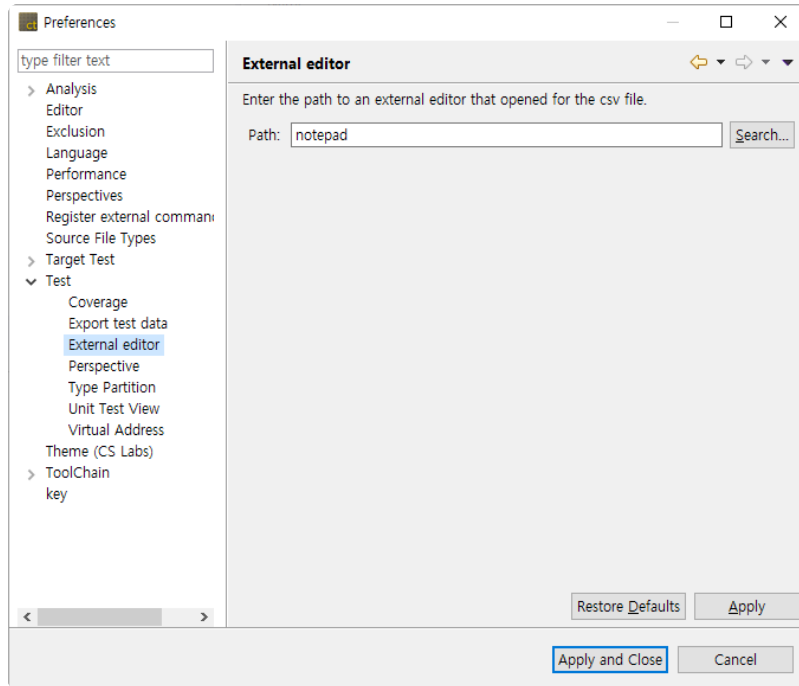 ct Preferences
type filter text
Analysis
Editor
Exclusion
Language
Performance
Perspectives
Register external comman
Source File Types
Target Test
Test
Coverage
Export test data
External editor
Perspective
Type Partition
Unit Test View
Virtual Address
Theme (CS Labs)
ToolChain
key
External editor
Enter the path to an external editor that opened for the csv file.
Path: notepad Search...
Restore Defaults Apply
Apply and Close Cancel